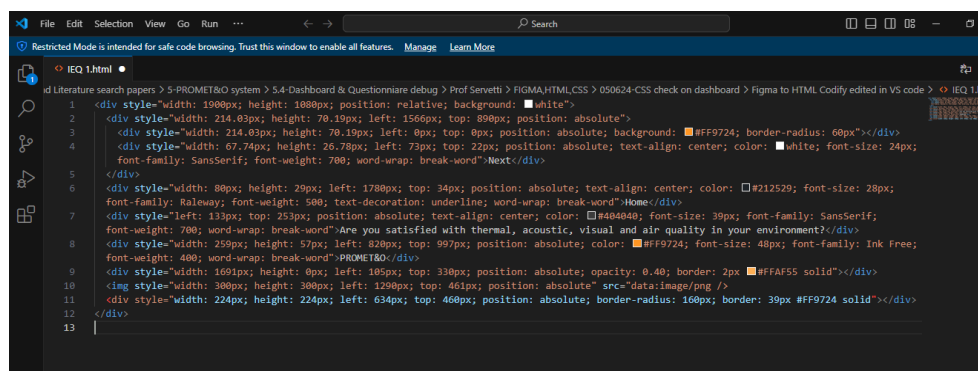 File Edit Selection View Go Run ··· ← → Search
Restricted Mode is intended for safe code browsing. Trust this window to enable all features. Manage Learn More
IEQ 1.html
d Literature search papers > 5-PROMET&O system > 5.4-Dashboard & Questionniare debug > Prof Servetti > FIGMA,HTML,CSS > 050624-CSS check on dashboard > Figma to HTML Codify edited in VS code > IEQ 1.
1 <div style="width: 1900px; height: 1080px; position: relative; background: white">
2 <div style="width: 214.03px; height: 70.19px; left: 1566px; top: 890px; position: absolute">
3 <div style="width: 214.03px; height: 70.19px; left: 0px; top: 0px; position: absolute; background: #FF9724; border-radius: 60px"></div>
4 <div style="width: 67.74px; height: 26.78px; left: 73px; top: 22px; position: absolute; text-align: center; color: white; font-size: 24px;
font-family: SansSerif; font-weight: 700; word-wrap: break-word">Next</div>
5 </div>
6 <div style="width: 80px; height: 29px; left: 1780px; top: 34px; position: absolute; text-align: center; color: #212529; font-size: 28px;
font-family: Raleway; font-weight: 500; text-decoration: underline; word-wrap: break-word">Home</div>
7 <div style="left: 133px; top: 253px; position: absolute; text-align: center; color: #404040; font-size: 39px; font-family: SansSerif;
font-weight: 700; word-wrap: break-word">Are you satisfied with thermal, acoustic, visual and air quality in your environment?</div>
8 <div style="width: 259px; height: 57px; left: 820px; top: 997px; position: absolute; color: #FF9724; font-size: 48px; font-family: Ink Free;
font-weight: 400; word-wrap: break-word">PROMET&O</div>
9 <div style="width: 1691px; height: 0px; left: 105px; top: 330px; position: absolute; opacity: 0.40; border: 2px #FFAF55 solid"></div>
10 <img style="width: 300px; height: 300px; left: 1290px; top: 461px; position: absolute" src="data:image/png />
11 <div style="width: 224px; height: 224px; left: 634px; top: 460px; position: absolute; border-radius: 160px; border: 39px #FF9724 solid"></div>
12 </div>
13
1